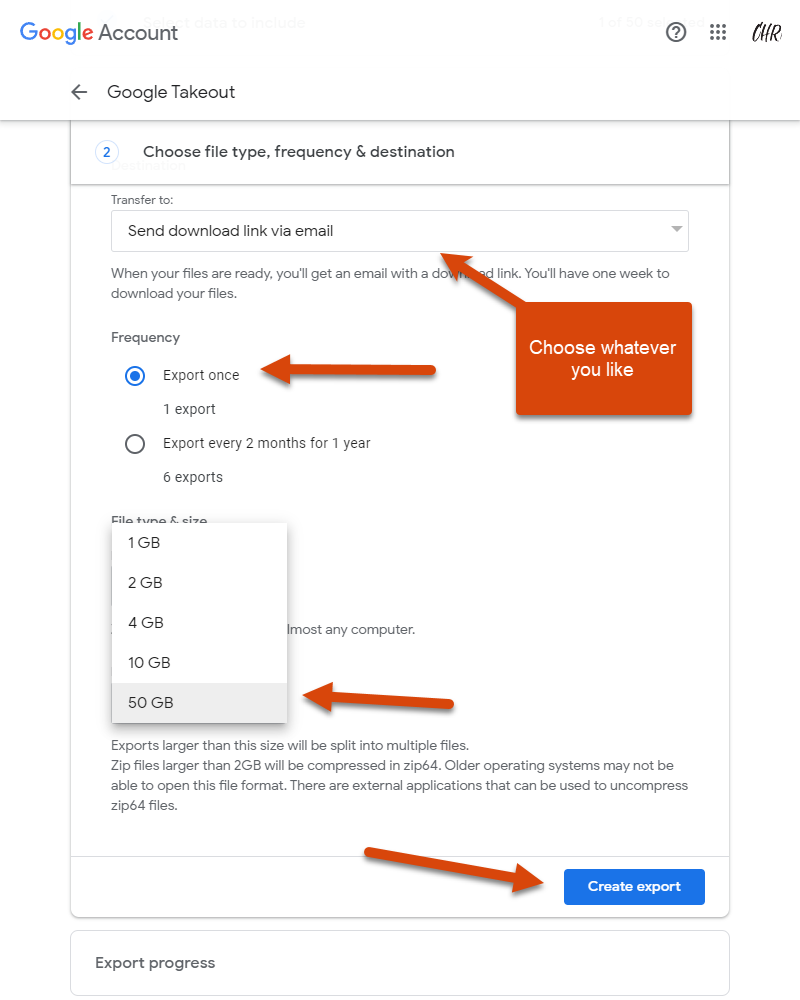 Select data to include
1 of 50 selected
Google Account
CHR
Google Takeout
2
Choose file type, frequency & destination
Destination
Transfer to:
Send download link via email
When your files are ready, you'll get an email with a download link. You'll have one week to
download your files.
Choose whatever
you like
Frequency
Export once
1 export
Export every 2 months for 1 year
6 exports
File type & size
1 GB
2 GB
4 GB
lmost any computer.
10 GB
50 GB
Exports larger than this size will be split into multiple files.
Zip files larger than 2GB will be compressed in zip64. Older operating systems may not be
able to open this file format. There are external applications that can be used to uncompress
zip64 files.
Create export
Export progress